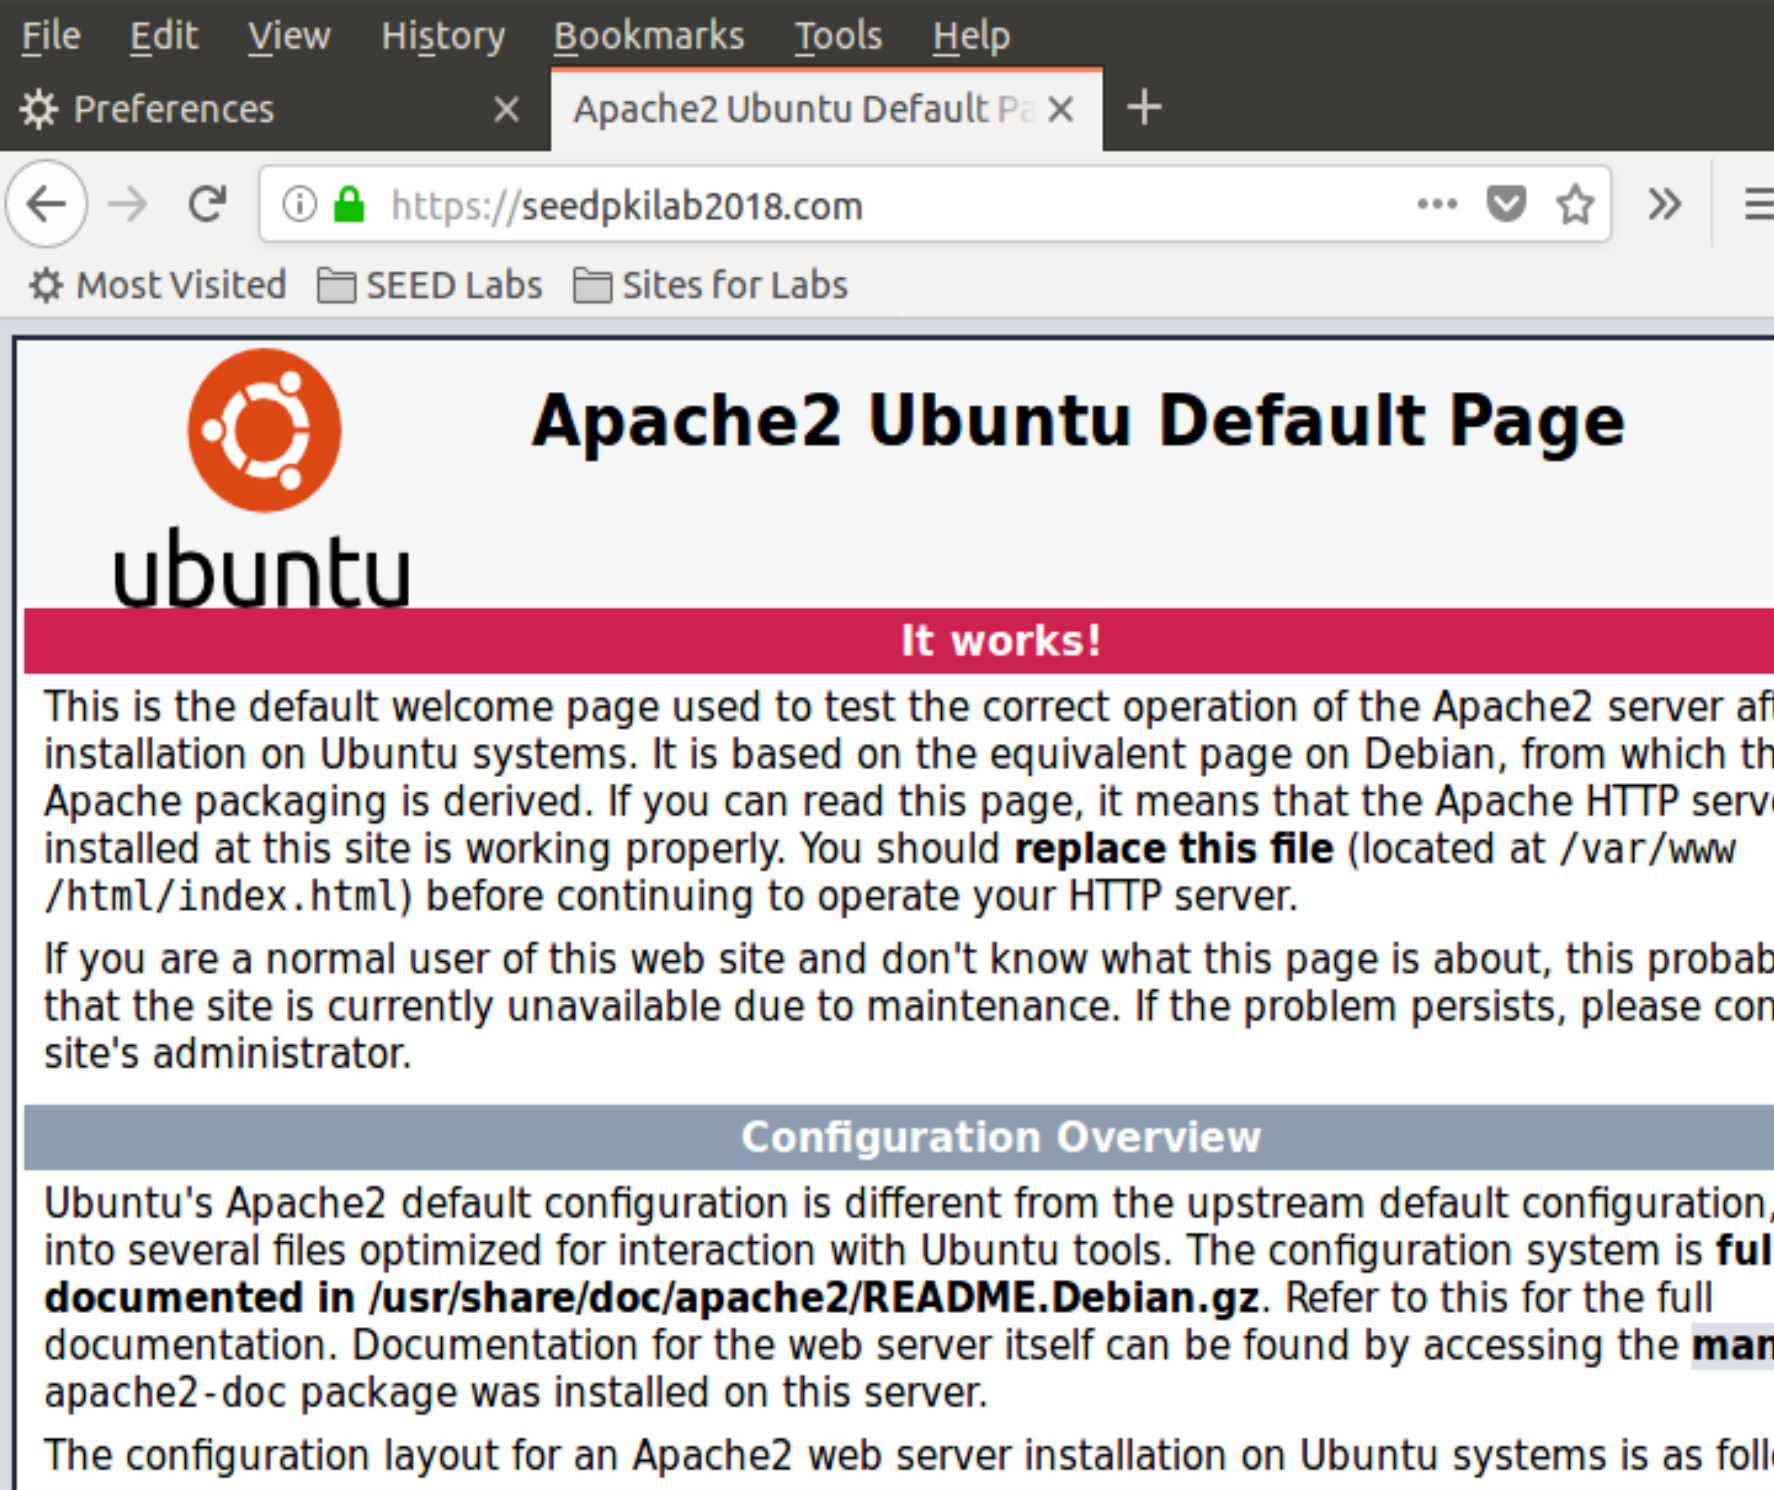 File Edit View History Bookmarks Tools Help
Preferences Apache2 Ubuntu Default
https://seedpkilab2018.com
Most Visited SEED Labs Sites for Labs
ubuntu
Apache2 Ubuntu Default Page
It works!
This is the default welcome page used to test the correct operation of the Apache2 server
installation on Ubuntu systems. It is based on the equivalent page on Debian, from which
Apache packaging is derived. If you can read this page, it means that the Apache HTTP
installed at this site is working properly. You should replace this file (located at /var/www
/html/index.html) before continuing to operate your HTTP server.
If you are a normal user of this web site and don't know what this page is about, this
that the site is currently unavailable due to maintenance. If the problem persists, please
site's administrator.
Configuration Overview
Ubuntu's Apache2 default configuration is different from the upstream default configuration,
into several files optimized for interaction with Ubuntu tools. The configuration system is
documented in /usr/share/doc/apache2/README.Debian.gz. Refer to this for the full
documentation. Documentation for the web server itself can be found by accessing the
apache2-doc package was installed on this server.
The configuration layout for an Apache2 web server installation on Ubuntu systems is as